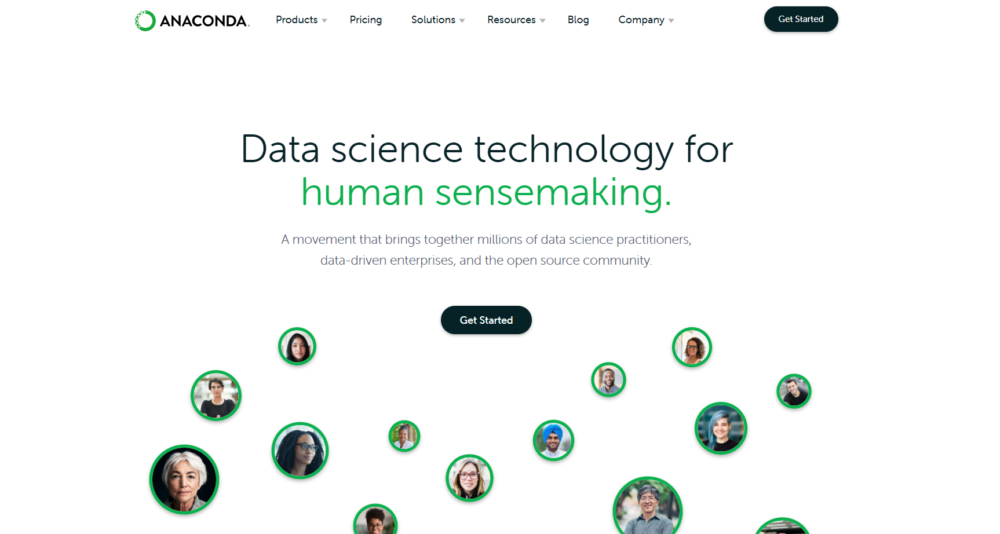 ANACONDA.
Products
Pricing
Solutions
Resources
Blog
Company
Get Started
Data science technology for
human sensemaking.
A movement that brings together millions of data science practitioners,
data-driven enterprises, and the open source community.
Get Started